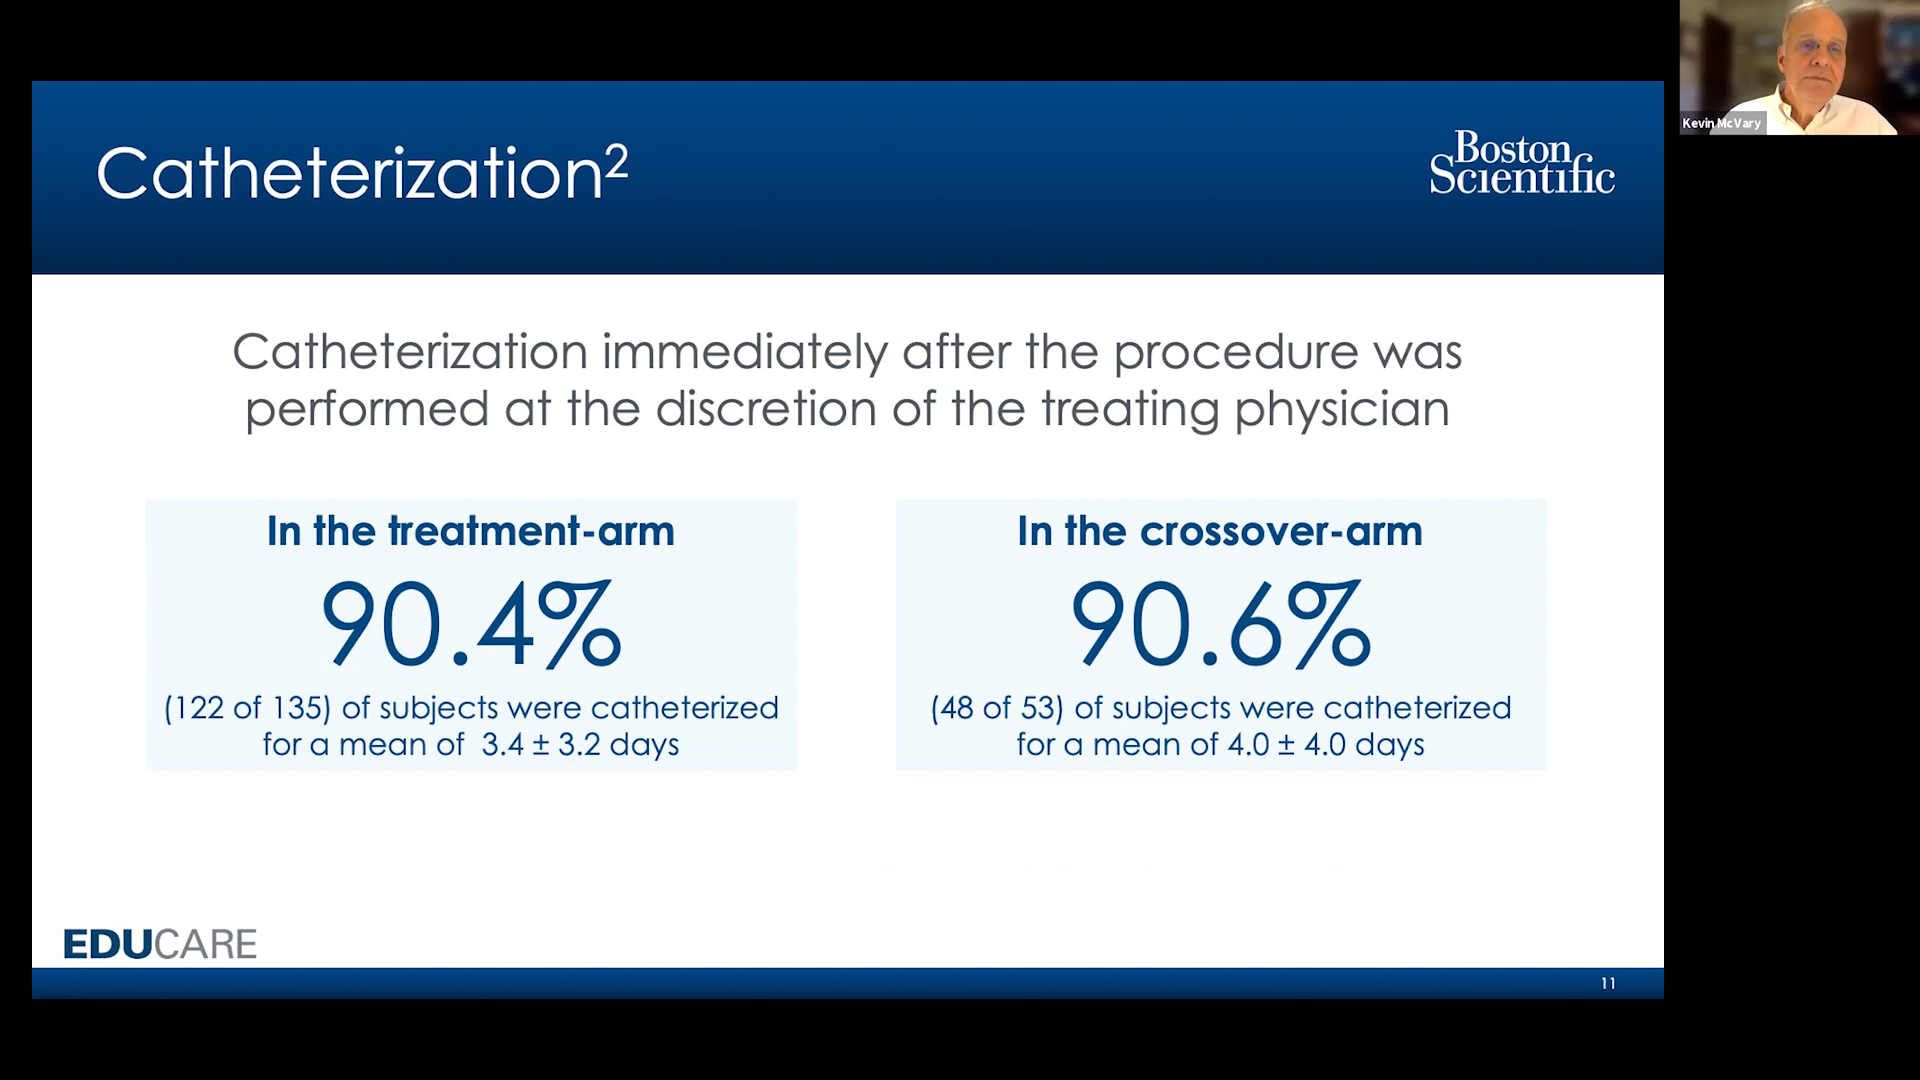 Kevin McVary
Catheterization²
Boston
Scientific
Catheterization immediately after the procedure was
performed at the discretion of the treating physician
In the treatment-arm
90.4%
(122 of 135) of subjects were catheterized
for a mean of 3.4 ± 3.2 days
In the crossover-arm
90.6%
(48 of 53) of subjects were catheterized
for a mean of 4.0 ± 4.0 days
EDUCARE
11